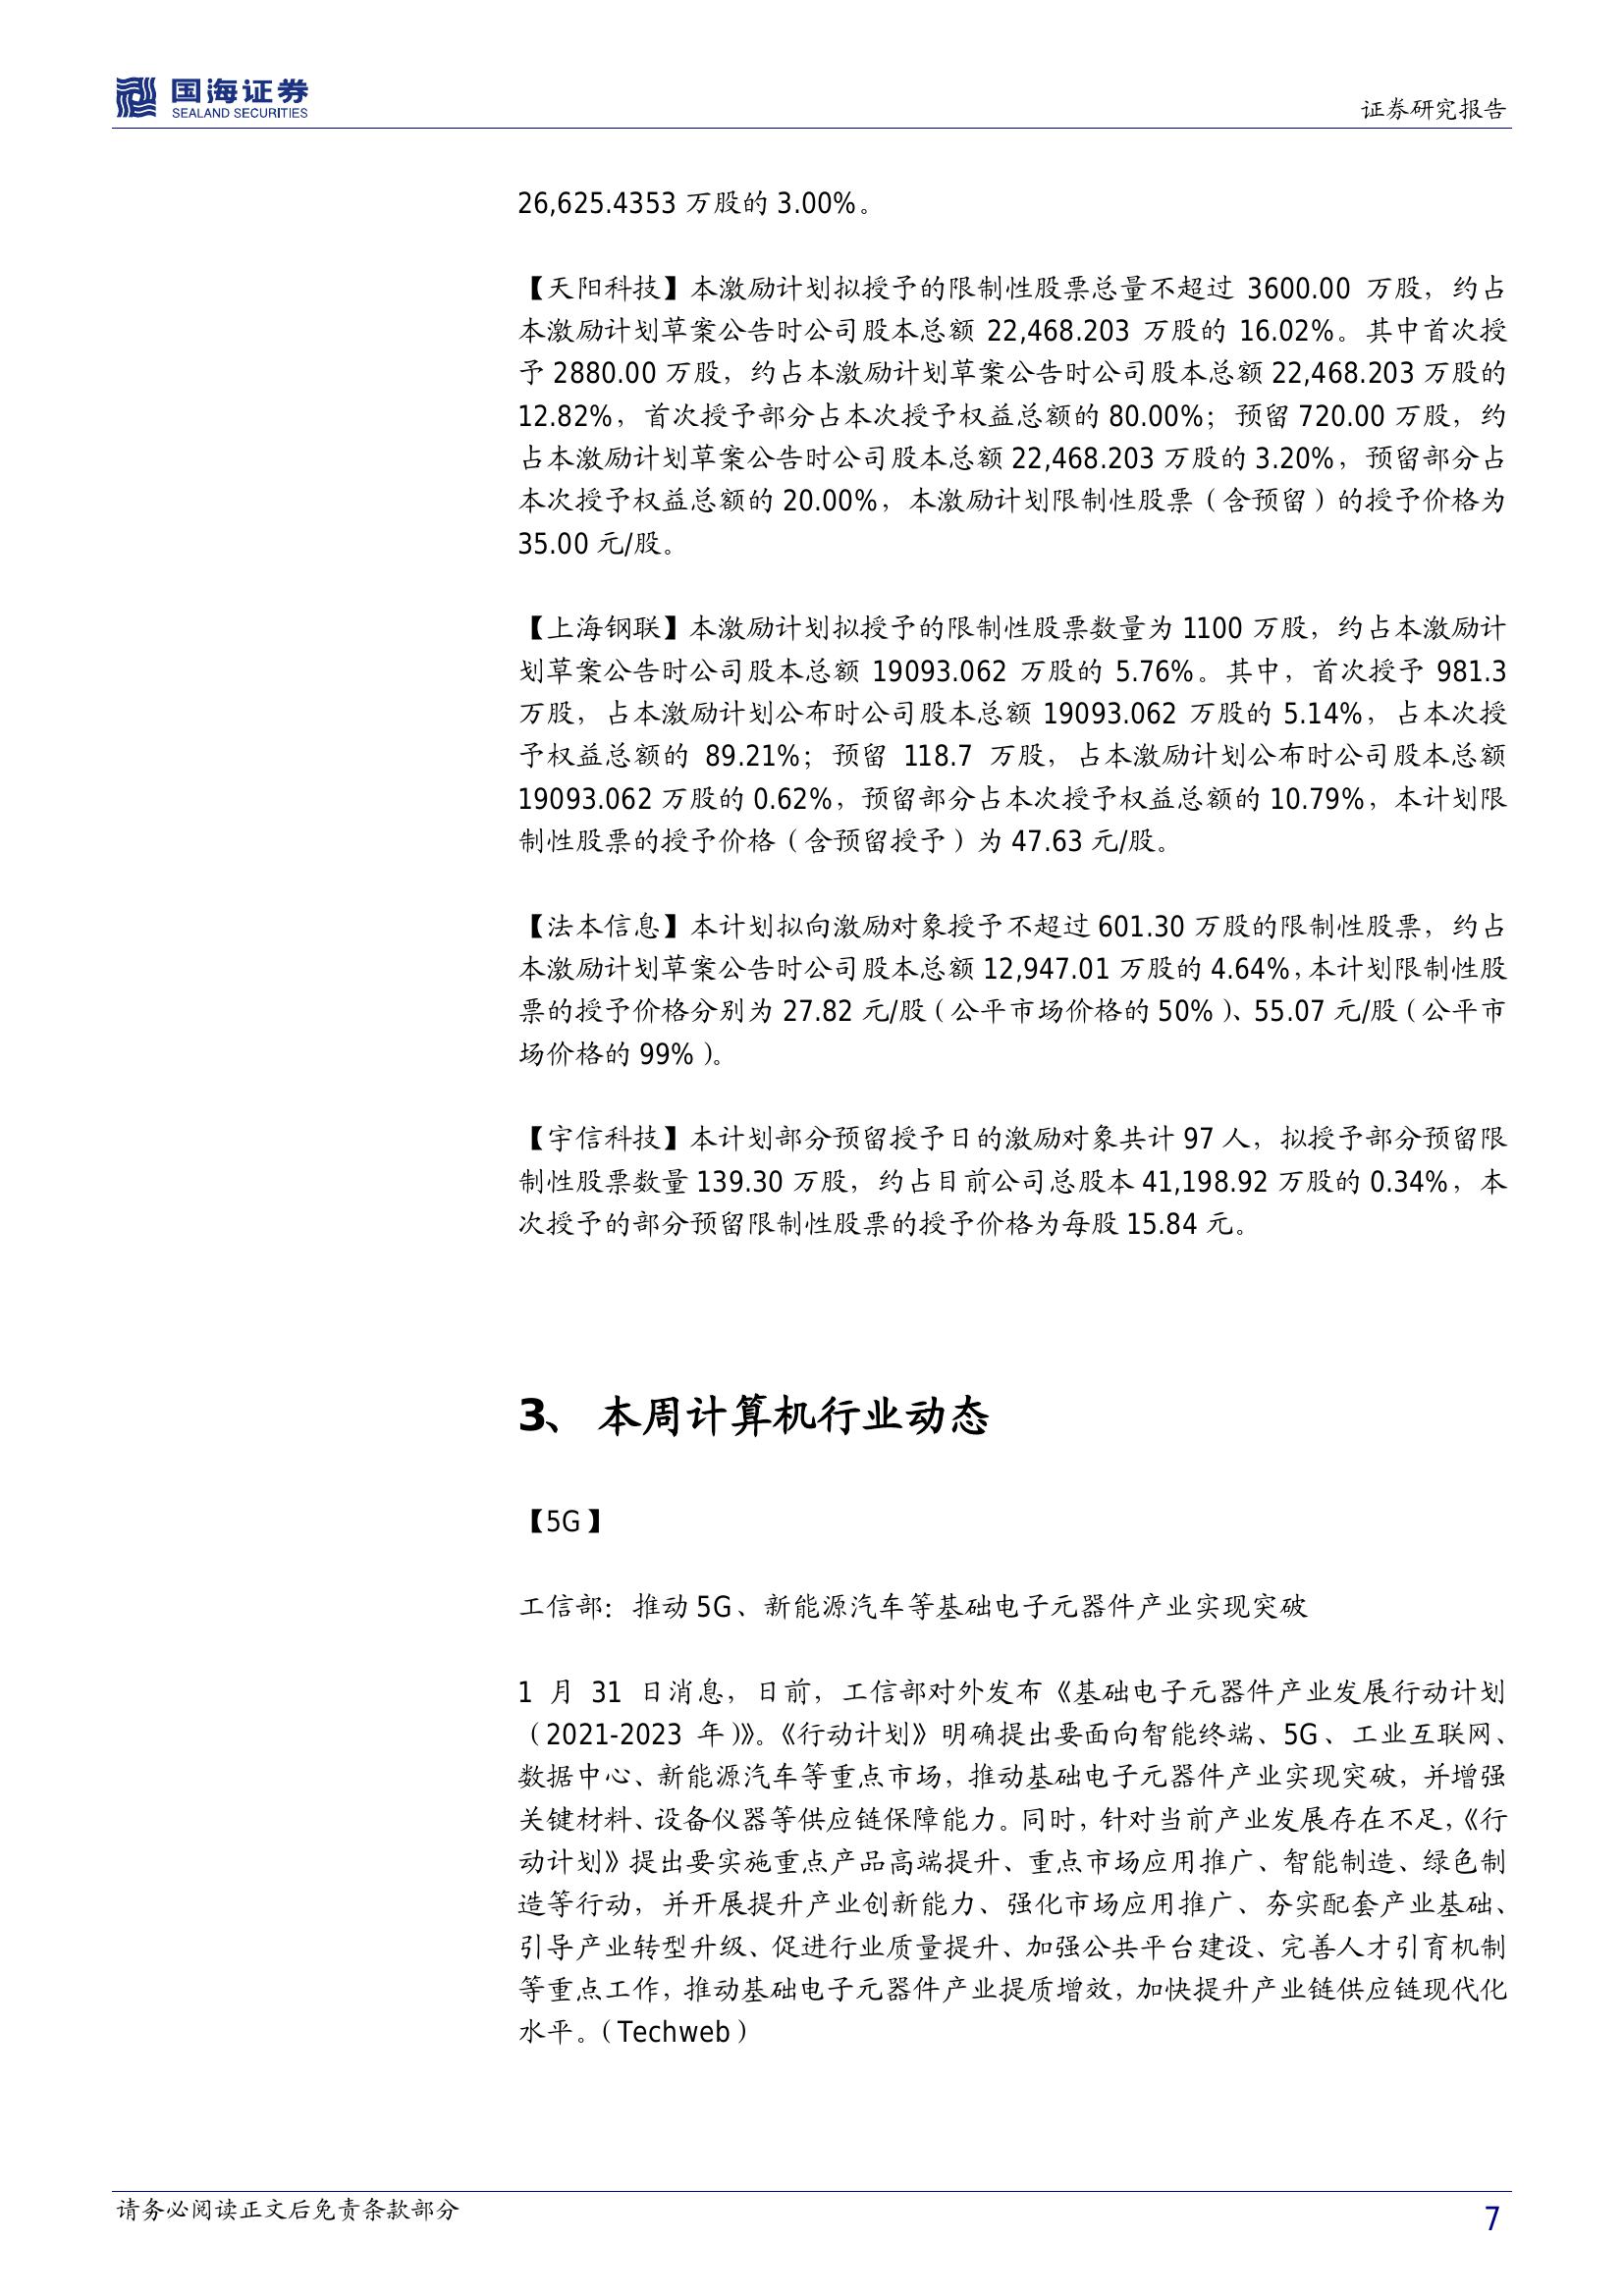 国海证券
SEALAND SECURITIES
证券研究报告
26,625.4353 万股的 3.00%。
【天阳科技】本激励计划拟授予的限制性股票总量不超过 3600.00 万股，约占
本激励计划草案公告时公司股本总额 22,468.203 万股的 16.02%。其中首次授
予 2880.00 万股，约占本激励计划草案公告时公司股本总额 22,468.203 万股的
12.82%，首次授予部分占本次授予权益总额的 80.00%；预留 720.00 万股，约
占本激励计划草案公告时公司股本总额 22,468.203 万股的 3.20%，预留部分占
本次授予权益总额的 20.00%，本激励计划限制性股票（含预留）的授予价格为
35.00 元/股。
【上海钢联】本激励计划拟授予的限制性股票数量为 1100 万股，约占本激励计
划草案公告时公司股本总额 19093.062 万股的 5.76%。其中，首次授予 981.3
万股，占本激励计划公布时公司股本总额 19093.062 万股的 5.14%，占本次授
予权益总额的 89.21%；预留 118.7 万股，占本激励计划公布时公司股本总额
19093.062 万股的 0.62%，预留部分占本次授予权益总额的 10.79%，本计划限
制性股票的授予价格（含预留授予）为 47.63 元/股。
【法本信息】本计划拟向激励对象授予不超过 601.30 万股的限制性股票，约占
本激励计划草案公告时公司股本总额 12,947.01 万股的 4.64%，本计划限制性股
票的授予价格分别为 27.82 元/股（公平市场价格的 50%）、55.07 元/股（公平市
场价格的 99%）。
【宇信科技】本计划部分预留授予日的激励对象共计 97 人，拟授予部分预留限
制性股票数量 139.30 万股，约占目前公司总股本 41,198.92 万股的 0.34%，本
次授予的部分预留限制性股票的授予价格为每股 15.84 元。
3、 本周计算机行业动态
【5G】
工信部：推动 5G、新能源汽车等基础电子元器件产业实现突破
1 月 31 日消息，日前，工信部对外发布《基础电子元器件产业发展行动计划
（2021-2023 年）》。《行动计划》明确提出要面向智能终端、5G、工业互联网、
数据中心、新能源汽车等重点市场，推动基础电子元器件产业实现突破，并增强
关键材料、设备仪器等供应链保障能力。同时，针对当前产业发展存在不足，《行
动计划》提出要实施重点产品高端提升、重点市场应用推广、智能制造、绿色制
造等行动，并开展提升产业创新能力、强化市场应用推广、夯实配套产业基础、
引导产业转型升级、促进行业质量提升、加强公共平台建设、完善人才引育机制
等重点工作，推动基础电子元器件产业提质增效，加快提升产业链供应链现代化
水平。（Techweb）
请务必阅读正文后免责条款部分
7